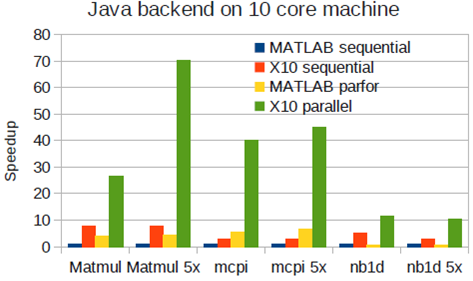 Java backend on 10 core machine
80
70
60
50
40
30
20
10
0
Speedup
MATLAB sequential
X10 sequential
MATLAB parfor
X10 parallel
Matmul Matmul 5x mcpi mcpi 5x nb1d nb1d 5x